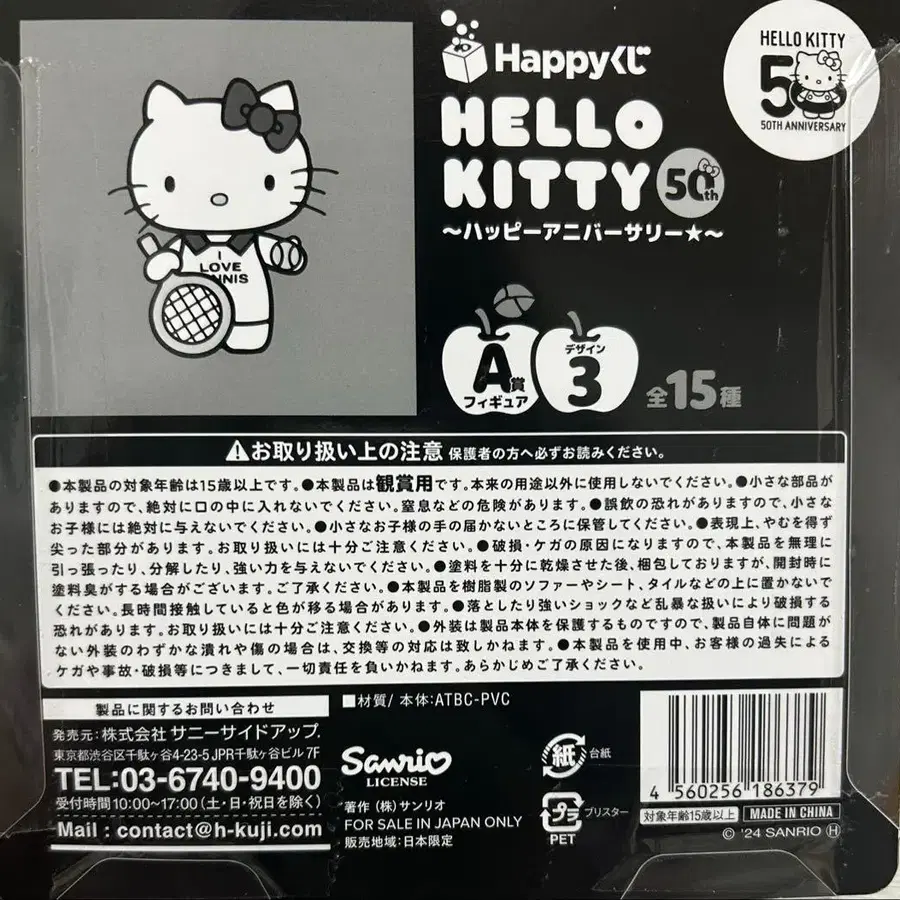 Happyくじ
HELLO KITTY
50
50TH ANNIVERSARY
HELLO
KITTY 50th
～ハッピーアニバーサリー★～
I
LOVE
NNIS
A賞
フィギュア
デザイン
3
全15種
⚠お取り扱い上の注意 保護者の方へ必ずお読みください。
●本製品の対象年齢は15歳以上です。●本製品は観賞用です。本来の用途以外に使用しないでください。●小さな部品が
ありますので、絶対に口の中に入れないでください。窒息などの危険があります。●誤飲の恐れがありますので、小さな
お子様には絶対に与えないでください。●小さなお子様の手の届かないところに保管してください。●表現上、やむを得ず
尖った部分があります。お取り扱いには十分ご注意ください。●破損・ケガの原因になりますので、本製品を無理に
引っ張ったり、分解したり、強い力を与えないでください。●塗料を十分に乾燥させた後、梱包しておりますが、開封時に
塗料臭がする場合がございます。ご了承ください。●本製品を樹脂製のソファーやシート、タイルなどの上に置かないで
ください。長時間接触していると色が移る場合があります。●落としたり強いショックなど乱暴な扱いにより破損する
恐れがあります。お取り扱いには十分ご注意ください。●外装は製品本体を保護するものですので、製品自体に問題が
ない外装のわずかな潰れや傷の場合は、交換等の対応は致しかねます。●本製品を使用中、お客様の過失による
ケガや事故・破損等につきまして、一切責任を負いかねます。あらかじめご了承ください。
製品に関するお問い合わせ
発売元：株式会社 サニーサイドアップ
東京都渋谷区千駄ヶ谷4-23-5 JPR千駄ヶ谷ビル 7F
TEL:03-6740-9400
受付時間 10:00〜17:00（土・日・祝日を除く）
Mail : contact@h-kuji.com
■材質/ 本体：ATBC-PVC
Sanrio
LICENSE
著作（株）サンリオ
FOR SALE IN JAPAN ONLY
販売地域：日本限定
紙 台紙
プラ ブリスター
PET
4 560256 186379
対象年齢15歳以上 MADE IN CHINA
© '24 SANRIO Ⓗ